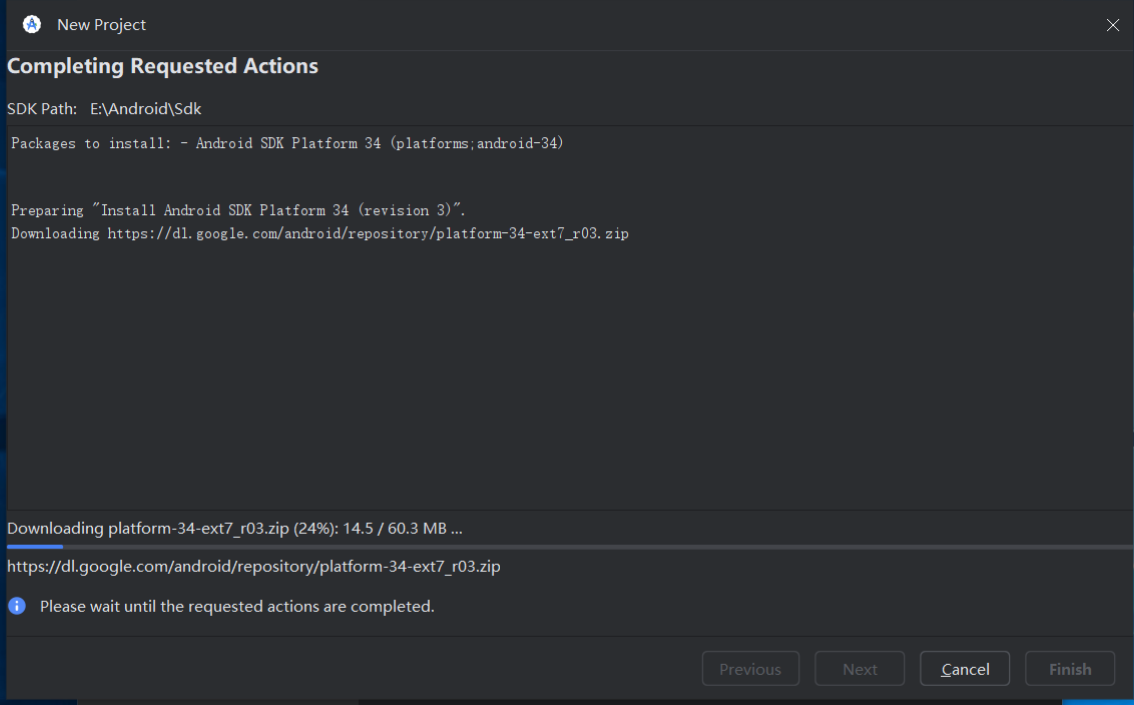 New Project
Completing Requested Actions
SDK Path: E:\Android\Sdk
Packages to install: - Android SDK Platform 34 (platforms;android-34)
Preparing "Install Android SDK Platform 34 (revision 3)".
Downloading https://dl.google.com/android/repository/platform-34-ext7_r03.zip
Downloading platform-34-ext7_r03.zip (24%): 14.5 / 60.3 MB ...
https://dl.google.com/android/repository/platform-34-ext7_r03.zip
Please wait until the requested actions are completed.
Previous Next Cancel Finish